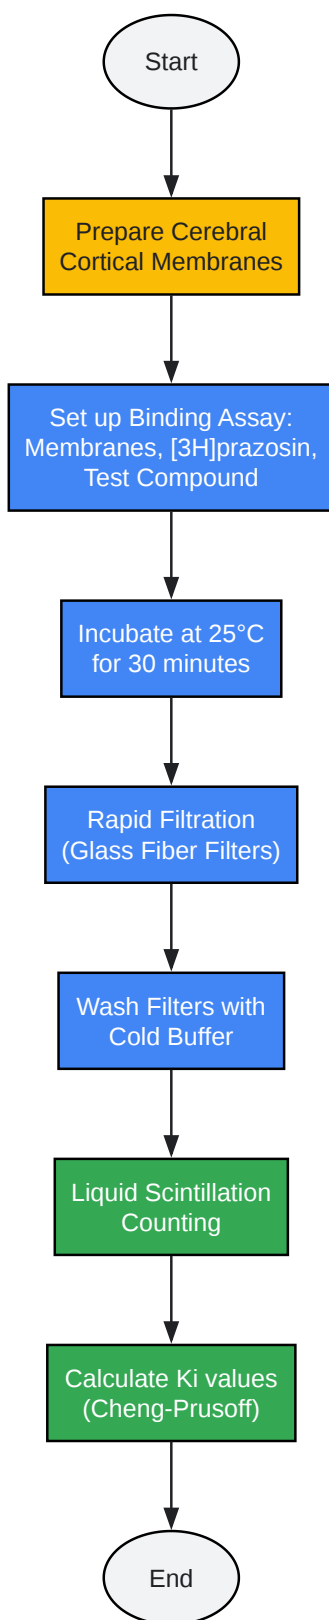 Start
Prepare Cerebral
Cortical Membranes
Set up Binding Assay:
Membranes, [3H]prazosin,
Test Compound
Incubate at 25°C
for 30 minutes
Rapid Filtration
(Glass Fiber Filters)
Wash Filters with
Cold Buffer
Liquid Scintillation
Counting
Calculate Ki values
(Cheng-Prusoff)
End